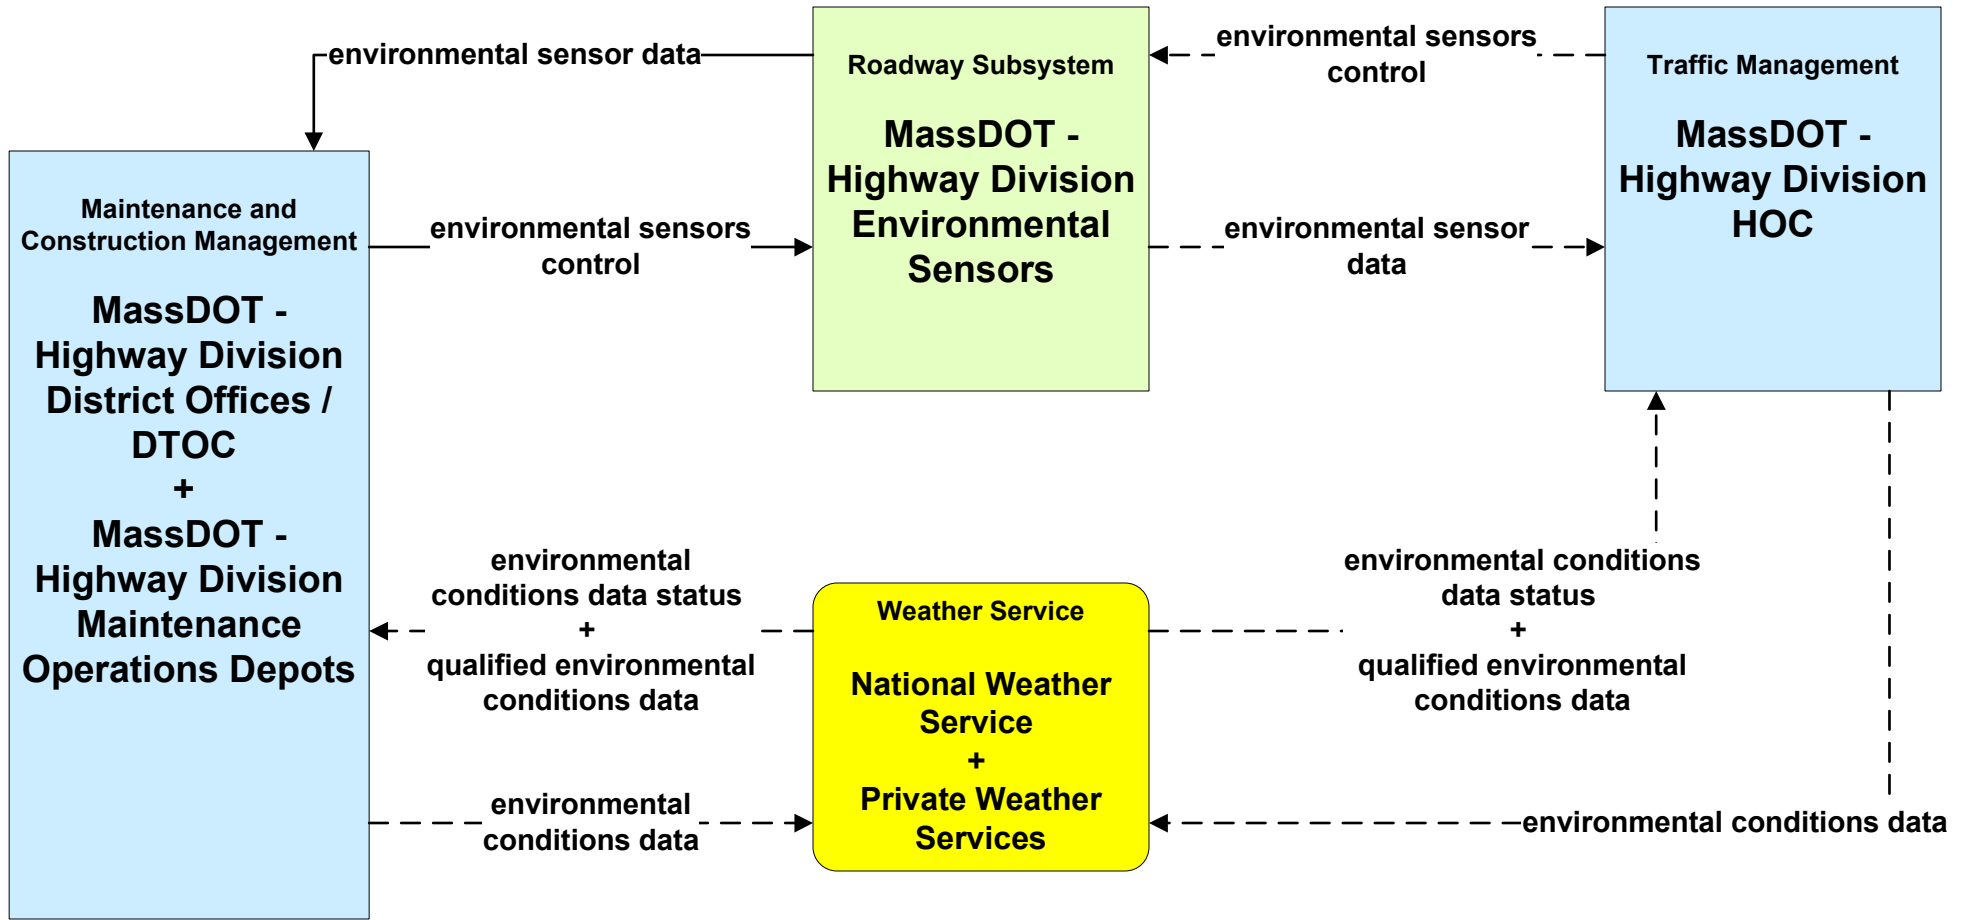 environmental sensor data
Roadway Subsystem
MassDOT -
Highway Division
Environmental
Sensors
environmental sensors
control
Traffic Management
MassDOT -
Highway Division
HOC
Maintenance and
Construction Management
MassDOT -
Highway Division
District Offices /
DTOC
+
MassDOT -
Highway Division
Maintenance
Operations Depots
environmental sensors
control
environmental sensor
data
environmental
conditions data status
+
qualified environmental
conditions data
Weather Service
National Weather
Service
+
Private Weather
Services
environmental conditions
data status
+
qualified environmental
conditions data
environmental
conditions data
environmental conditions data